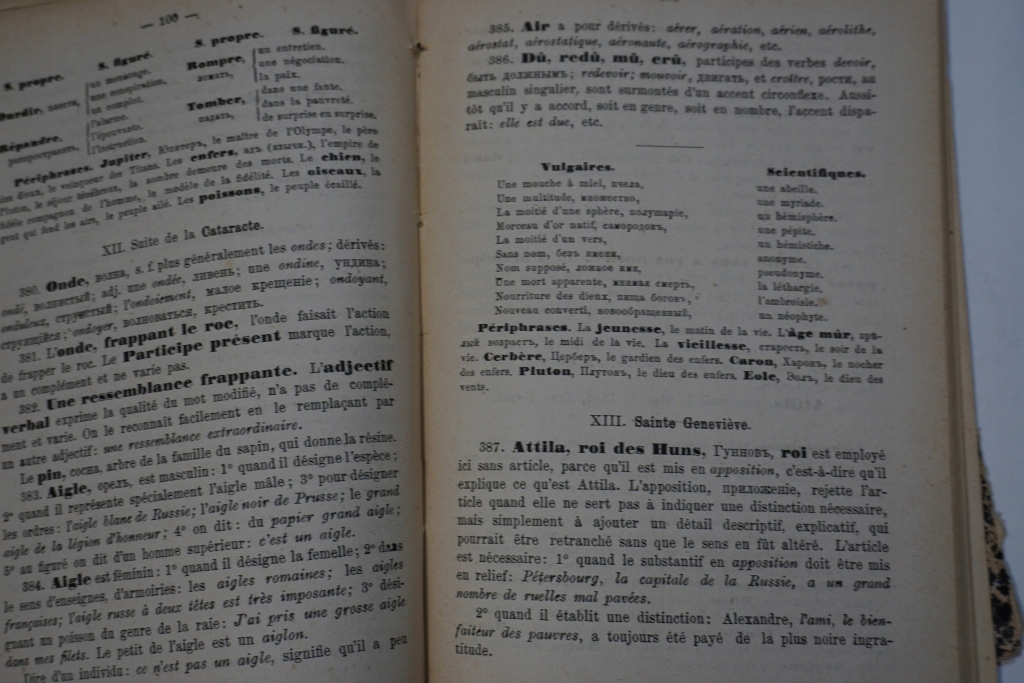 — 100 —
S. propre. S. figuré. S. propre. S. figuré.
un message.
une conspiration.
un complot.
l'alarme.
l'épouvante.
l'instruction.
Répandre,
распространять,
Rompre,
ломать,
un entretien.
une négociation.
la paix.
Tomber,
падать,
dans une faute.
dans la pauvreté.
de surprise en surprise.
Périphrases. Jupiter, Юпитеръ, le maître de l'Olympe, le père
des dieux, le vainqueur des Titans. Les enfers, адъ (языч.), l'empire de
Pluton, le séjour ténébreux, la sombre demeure des morts. Le chien, le
fidèle compagnon de l'homme, le modèle de la fidélité. Les oiseaux, la
gent qui fend les airs, le peuple ailé. Les poissons, le peuple écaillé.
XII. Suite de la Cataracte.
380. Onde, волна, s. f. plus généralement les ondes; dérivés:
ondé, волнистый; adj. une ondée, ливень; une ondine, ундина;
onduleux, струистый; l'ondoiement, малое крещеніе; ondoyant,
струящійся; ondoyer, волноваться, крестить.
381. L'onde, frappant le roc, l'onde faisait l'action
de frapper le roc. Le Participe présent marque l'action,
a un complément et ne varie pas.
382. Une ressemblance frappante. L'adjectif
verbal exprime la qualité du mot modifié, n'a pas de complé-
ment et varie. On le reconnaît facilement en le remplaçant par
un autre adjectif: une ressemblance extraordinaire.
Le pin, сосна, arbre de la famille du sapin, qui donne la résine.
383. Aigle, орелъ, est masculin: 1° quand il désigne l'espèce;
2° quand il représente spécialement l'aigle mâle; 3° pour désigner
les ordres: l'aigle blanc de Russie; l'aigle noir de Prusse; le grand
aigle de la légion d'honneur; 4° on dit: du papier grand aigle;
5° au figuré on dit d'un homme supérieur: c'est un aigle.
384. Aigle est féminin: 1° quand il désigne la femelle; 2° dans
le sens d'enseignes, d'armoiries: les aigles romaines; les aigles
françaises; l'aigle russe à deux têtes est très imposante; 3° dési-
gnant un poisson du genre de la raie: J'ai pris une grosse aigle
dans mes filets. Le petit de l'aigle est un aiglon.
Dire d'un individu: ce n'est pas un aigle, signifie qu'il a peu
385. Air a pour dérivés: aérer, aération, aérien, aérolithe,
aérostat, aérostatique, aéronaute, aérographie, etc.
386. Dû, redû, mû, crû, participes des verbes devoir,
быть должнымъ; redevoir; mouvoir, двигать, et croître, рости, au
masculin singulier, sont surmontés d'un accent circonflexe. Aussi-
tôt qu'il y a accord, soit en genre, soit en nombre, l'accent dispa-
raît: elle est due, etc.
Vulgaires. Scientifiques.
Une mouche à miel, пчела, une abeille.
Une multitude, множество, une myriade.
La moitié d'une sphère, полушаріе, un hémisphère.
Morceau d'or natif, самородокъ, une pépite.
La moitié d'un vers, un hémistiche.
Sans nom, безъ имени, anonyme.
Nom supposé, ложное имя, pseudonyme.
Une mort apparente, мнимая смерть, la léthargie.
Nourriture des dieux, пища боговъ, l'ambroisie.
Nouveau converti, новообращенный, un néophyte.
Périphrases. La jeunesse, le matin de la vie. L'âge mûr, зрѣ-
лый возрастъ, le midi de la vie. La vieillesse, старость, le soir de la
vie. Cerbère, Церберъ, le gardien des enfers. Caron, Харонъ, le nocher
des enfers. Pluton, Плутонъ, le dieu des enfers. Eole, Эолъ, le dieu des
vents.
XIII. Sainte Geneviève.
387. Attila, roi des Huns, Гунновъ, roi est employé
ici sans article, parce qu'il est mis en apposition, c'est-à-dire qu'il
explique ce qu'est Attila. L'apposition, приложеніе, rejette l'ar-
ticle quand elle ne sert pas à indiquer une distinction nécessaire,
mais simplement à ajouter un détail descriptif, explicatif, qui
pourrait être retranché sans que le sens en fût altéré. L'article
est nécessaire: 1° quand le substantif en apposition doit être mis
en relief: Pétersbourg, la capitale de la Russie, a un grand
nombre de ruelles mal pavées.
2° quand il établit une distinction: Alexandre, l'ami, le bien-
faiteur des pauvres, a toujours été payé de la plus noire ingra-
titude.